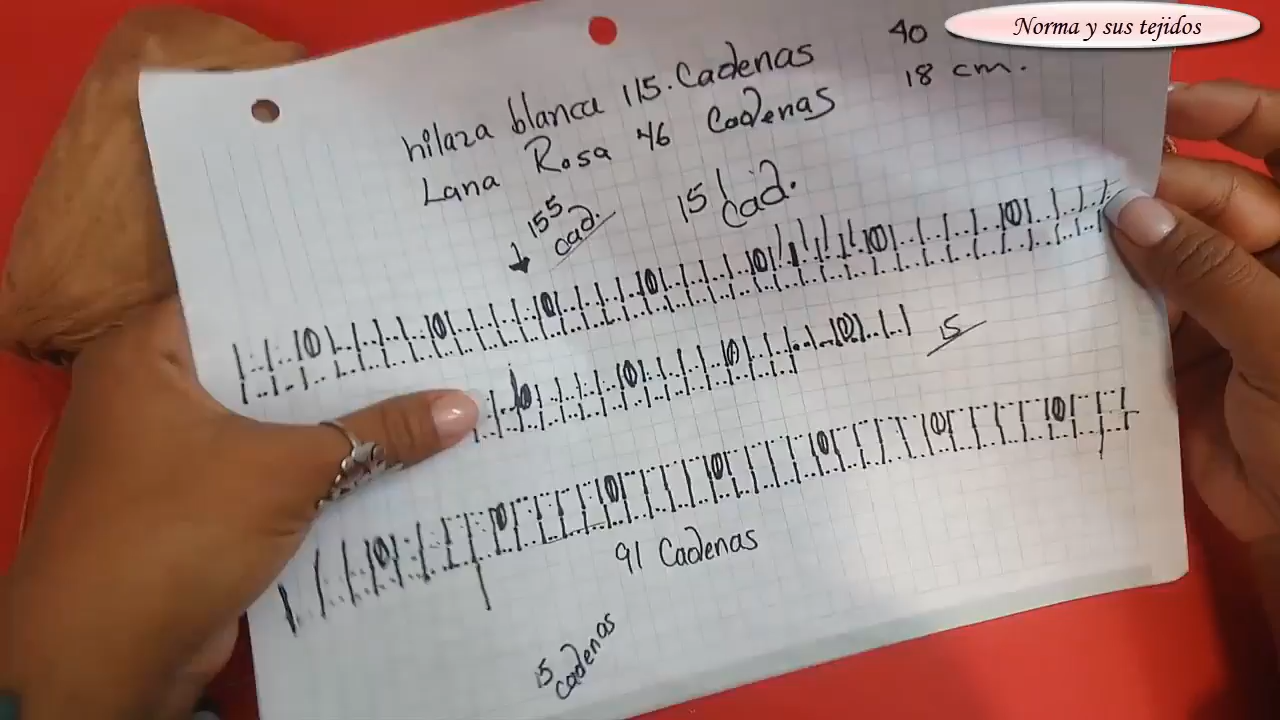 Norma y sus tejidos
40
18 cm.
hilaza blanca 115. Cadenas
Lana Rosa 46 Cadenas
155 cad.
15 cad.
15
91 Cadenas
15 cadenas